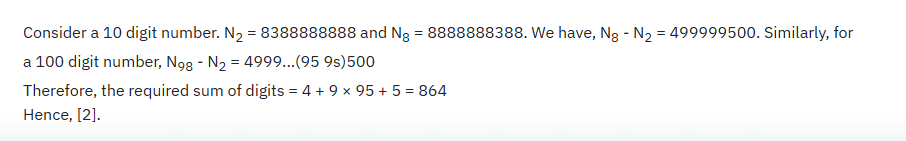 Consider a 10 digit number. N₂ = 8388888888 and N₈ = 8888888388. We have, N₈ - N₂ = 499999500. Similarly, for
a 100 digit number, N₉₈ - N₂ = 4999...(95 9s)500
Therefore, the required sum of digits = 4 + 9 × 95 + 5 = 864
Hence, [2].